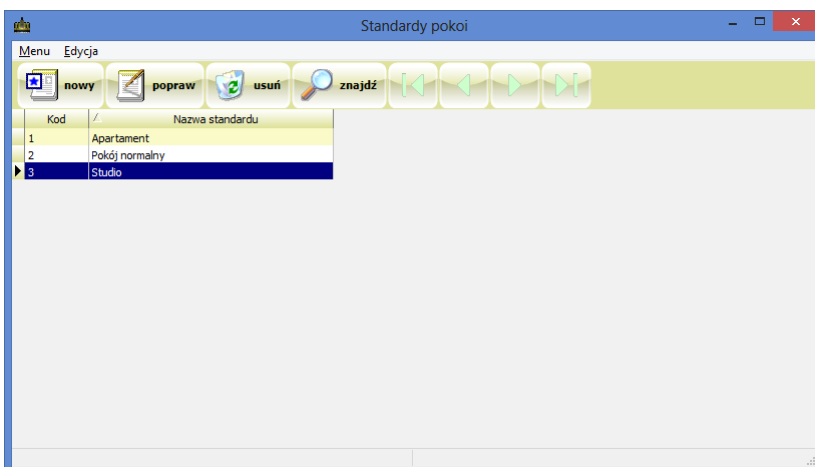 Standardy pokoi
Menu Edycja
nowy popraw usuń znajdź
Kod Nazwa standardu
1 Apartament
2 Pokój normalny
3 Studio